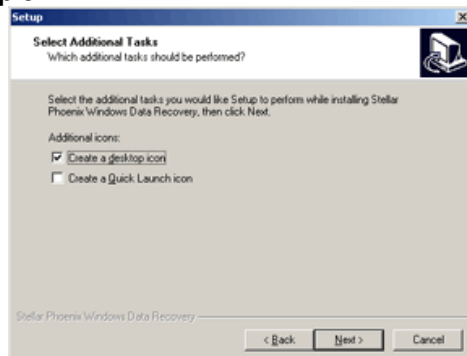 Setup
Select Additional Tasks
Which additional tasks should be performed?
Select the additional tasks you would like Setup to perform while installing Stellar
Phoenix Windows Data Recovery, then click Next.
Additional icons:
Create a desktop icon
Create a Quick Launch icon
Stellar Phoenix Windows Data Recovery
< Back
Next >
Cancel